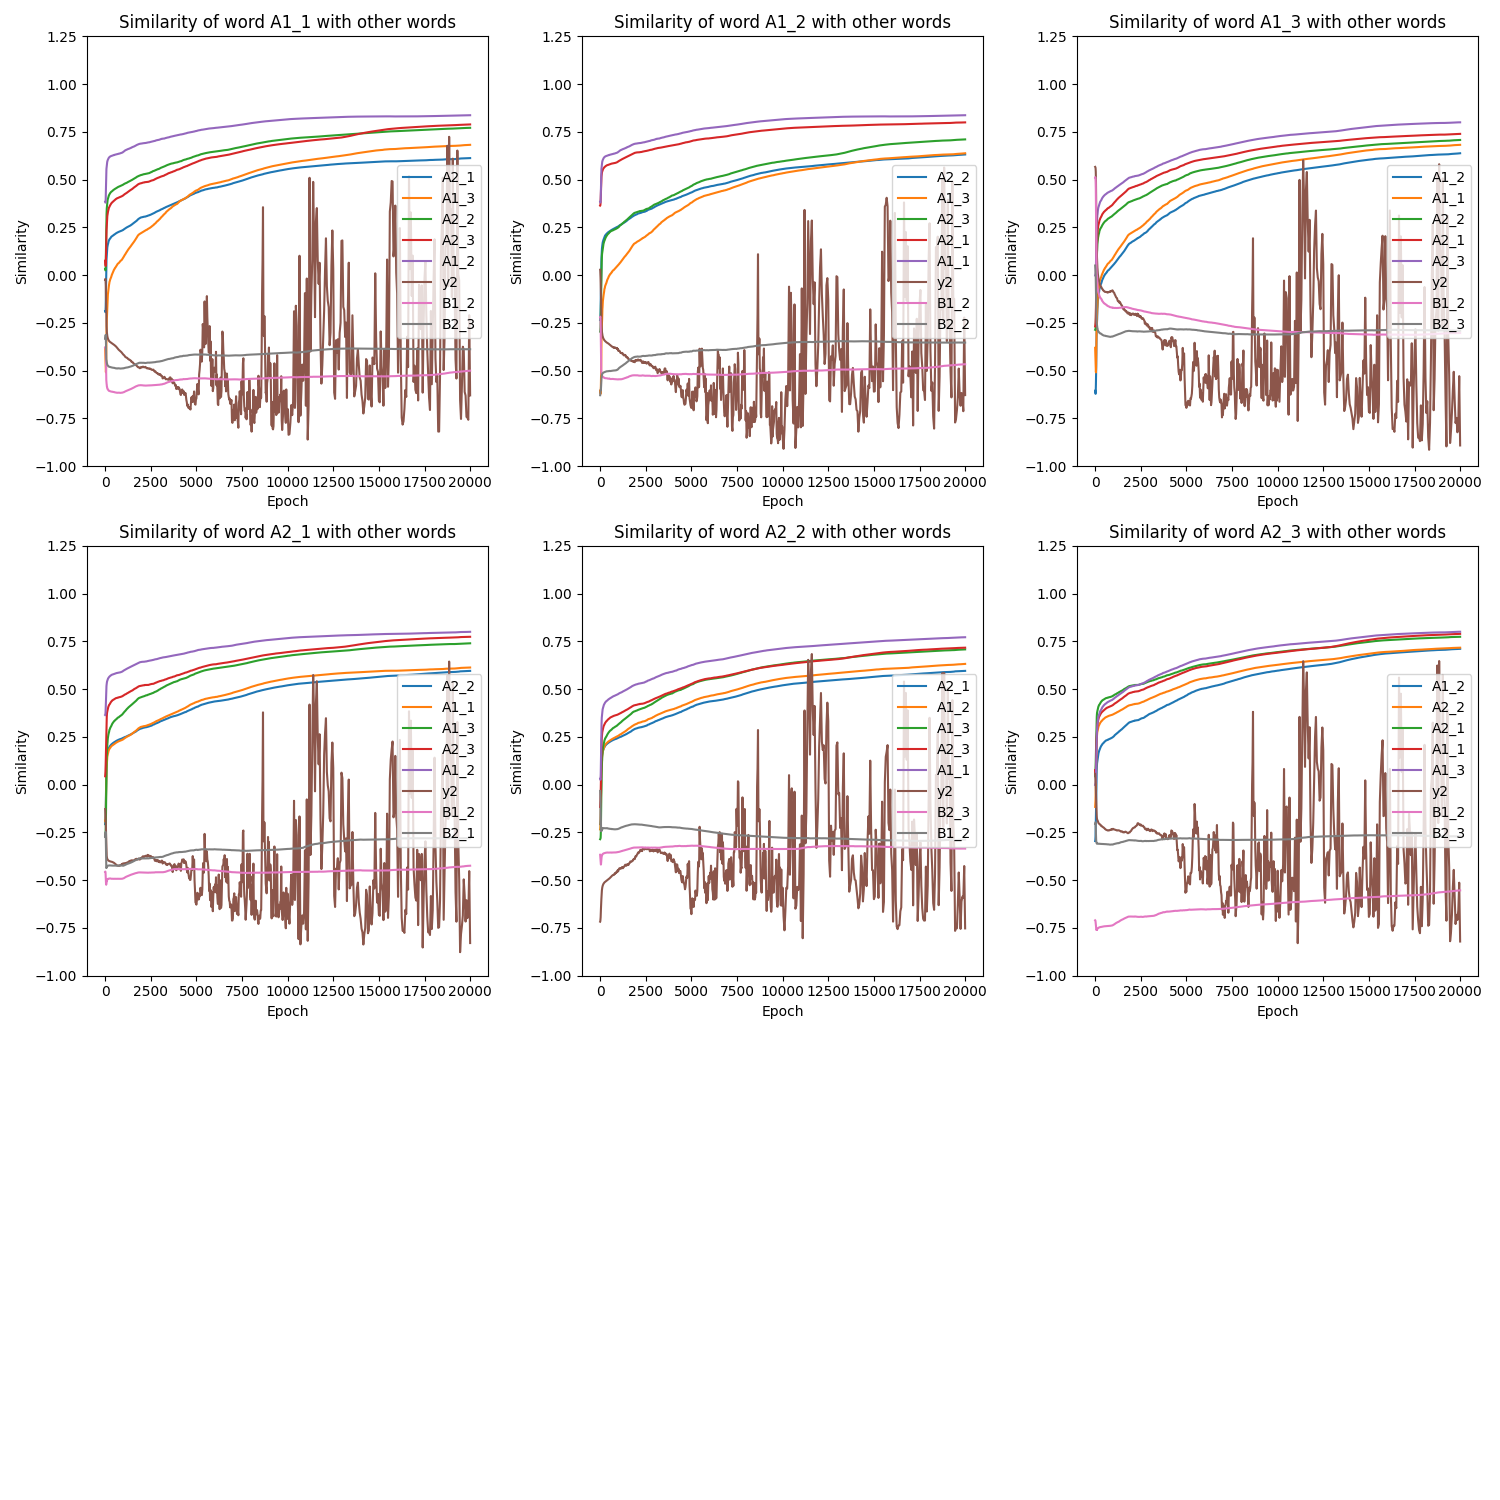 Similarity of word A1_1 with other words
Similarity
1.25
1.00
0.75
0.50
0.25
0.00
−0.25
−0.50
−0.75
−1.00
0 2500 5000 7500 10000 12500 15000 17500 20000
Epoch
A2_1
A1_3
A2_2
A2_3
A1_2
y2
B1_2
B2_3
Similarity of word A1_2 with other words
Similarity
1.25
1.00
0.75
0.50
0.25
0.00
−0.25
−0.50
−0.75
−1.00
0 2500 5000 7500 10000 12500 15000 17500 20000
Epoch
A2_2
A1_3
A2_3
A2_1
A1_1
y2
B1_2
B2_2
Similarity of word A1_3 with other words
Similarity
1.25
1.00
0.75
0.50
0.25
0.00
−0.25
−0.50
−0.75
−1.00
0 2500 5000 7500 10000 12500 15000 17500 20000
Epoch
A1_2
A1_1
A2_2
A2_1
A2_3
y2
B1_2
B2_3
Similarity of word A2_1 with other words
Similarity
1.25
1.00
0.75
0.50
0.25
0.00
−0.25
−0.50
−0.75
−1.00
0 2500 5000 7500 10000 12500 15000 17500 20000
Epoch
A2_2
A1_1
A1_3
A2_3
A1_2
y2
B1_2
B2_1
Similarity of word A2_2 with other words
Similarity
1.25
1.00
0.75
0.50
0.25
0.00
−0.25
−0.50
−0.75
−1.00
0 2500 5000 7500 10000 12500 15000 17500 20000
Epoch
A2_1
A1_2
A1_3
A2_3
A1_1
y2
B2_3
B1_2
Similarity of word A2_3 with other words
Similarity
1.25
1.00
0.75
0.50
0.25
0.00
−0.25
−0.50
−0.75
−1.00
0 2500 5000 7500 10000 12500 15000 17500 20000
Epoch
A1_2
A2_2
A2_1
A1_1
A1_3
y2
B1_2
B2_3